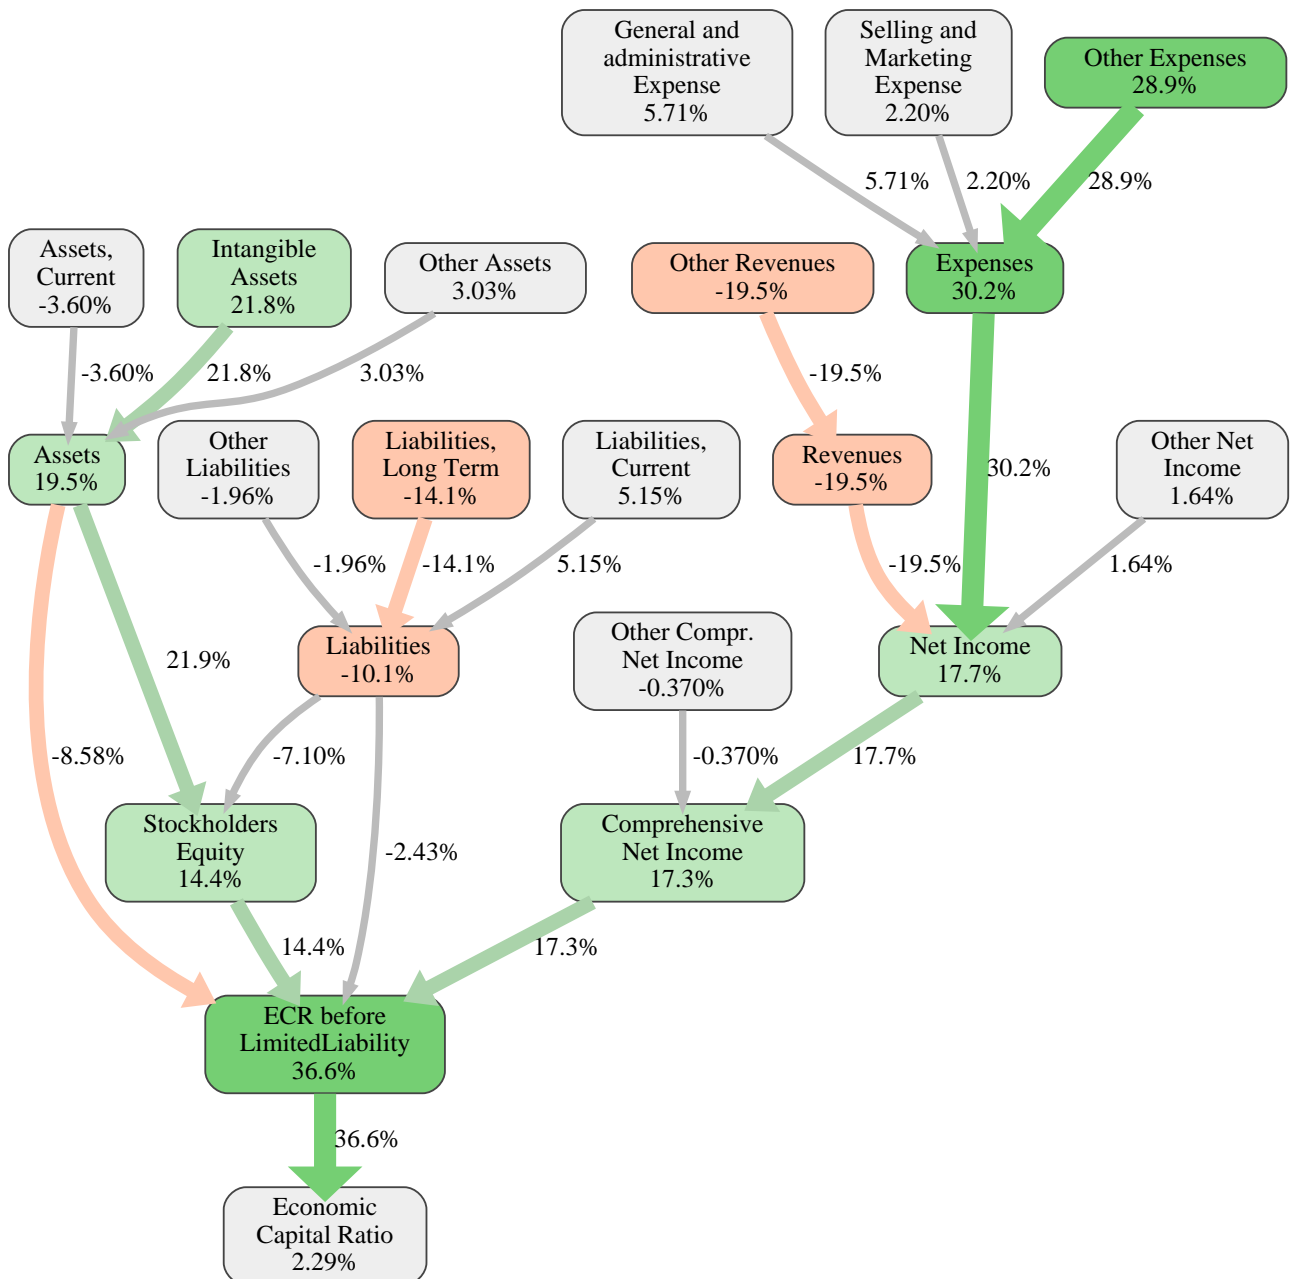 General and
administrative
Expense
5.71%
Selling and
Marketing
Expense
2.20%
Other Expenses
28.9%
5.71%
2.20%
28.9%
Assets,
Current
-3.60%
Intangible
Assets
21.8%
Other Assets
3.03%
Other Revenues
-19.5%
Expenses
30.2%
-3.60%
21.8%
3.03%
-19.5%
30.2%
Assets
19.5%
Other
Liabilities
-1.96%
Liabilities,
Long Term
-14.1%
Liabilities,
Current
5.15%
Revenues
-19.5%
Other Net
Income
1.64%
-1.96%
-14.1%
5.15%
-19.5%
1.64%
21.9%
Liabilities
-10.1%
Other Compr.
Net Income
-0.370%
Net Income
17.7%
-8.58%
-7.10%
-0.370%
17.7%
Stockholders
Equity
14.4%
-2.43%
Comprehensive
Net Income
17.3%
14.4%
17.3%
ECR before
LimitedLiability
36.6%
36.6%
Economic
Capital Ratio
2.29%